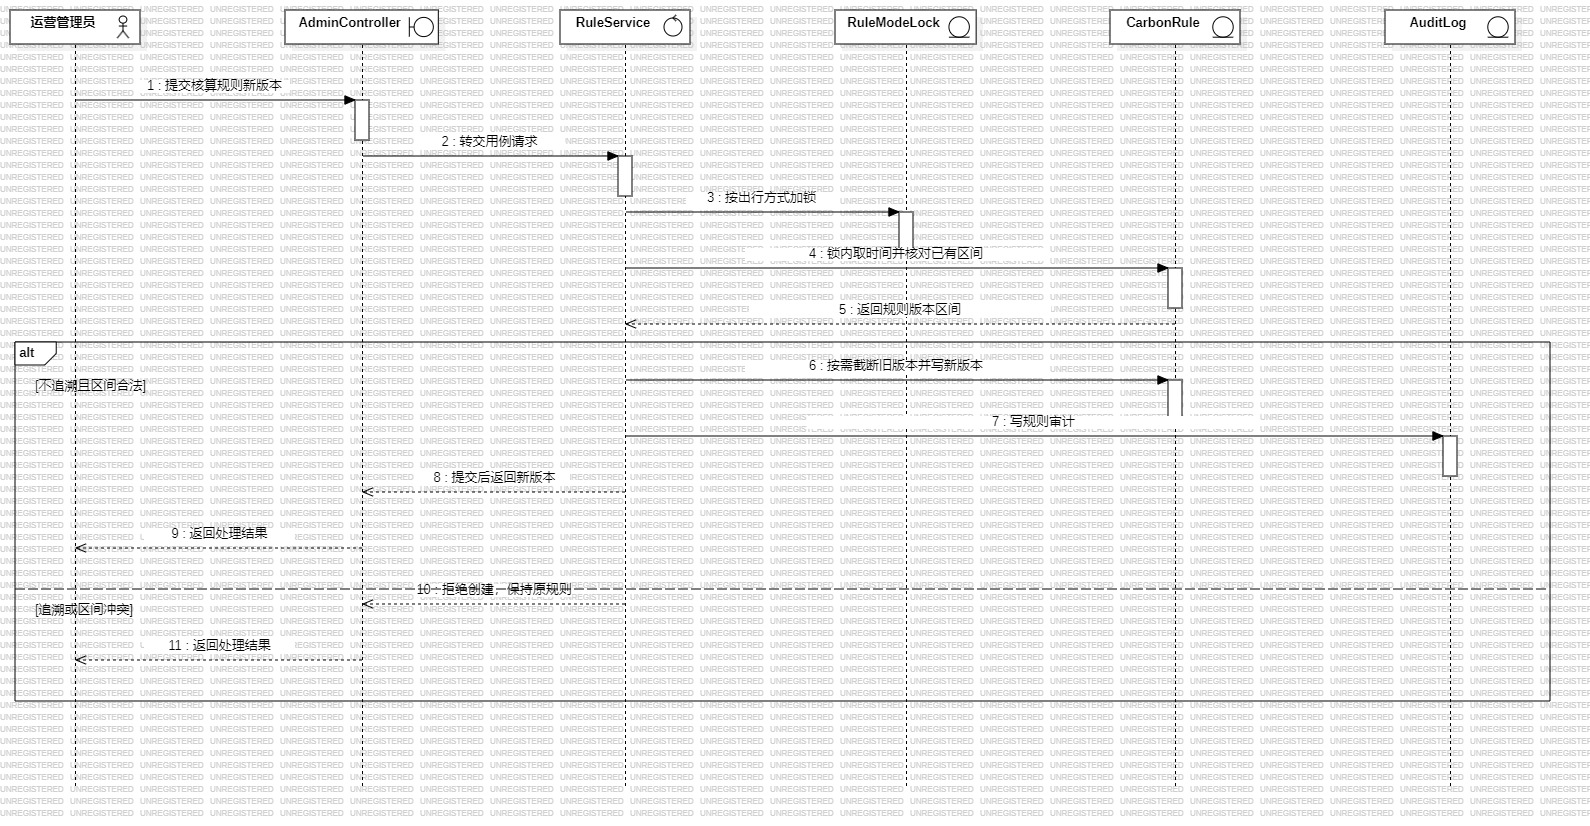 运营管理员
AdminController
RuleService
RuleModeLock
CarbonRule
AuditLog
1 : 提交核算规则新版本
2 : 转交用例请求
3 : 按出行方式加锁
4 : 锁内取时间并核对已有区间
5 : 返回规则版本区间
alt
6 : 按需截断旧版本并写新版本
[不追溯且区间合法]
7 : 写规则审计
8 : 提交后返回新版本
9 : 返回处理结果
10 : 拒绝创建，保持原规则
[追溯或区间冲突]
11 : 返回处理结果
UNREGISTERED